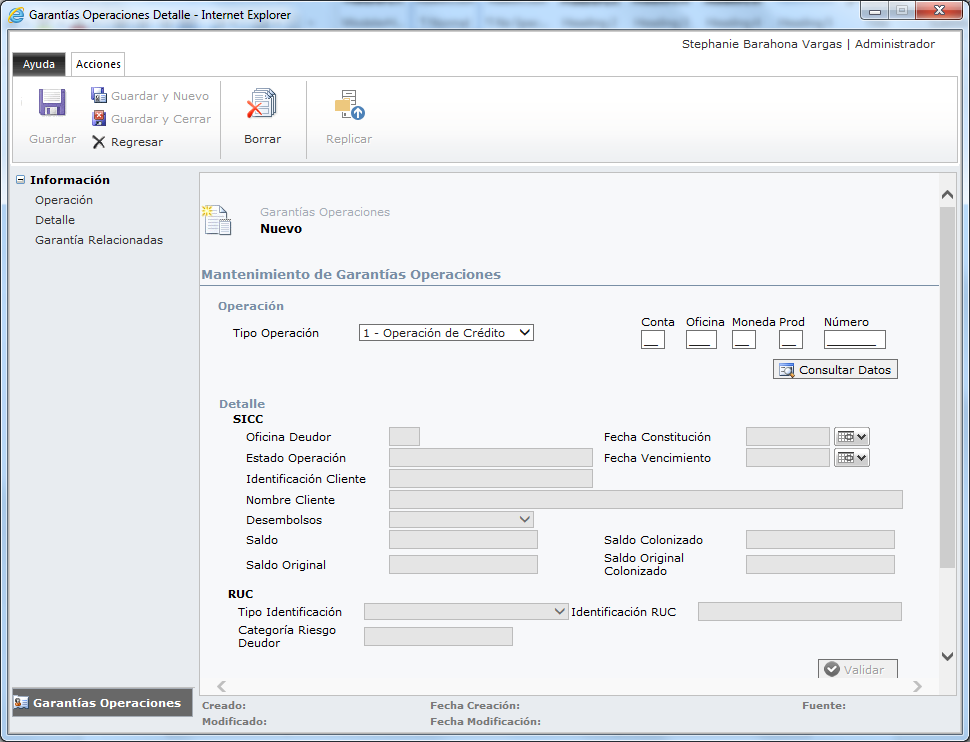 Garantías Operaciones Detalle - Internet Explorer
Stephanie Barahona Vargas | Administrador
Ayuda
Acciones
Guardar
Guardar y Nuevo
Guardar y Cerrar
Regresar
Borrar
Replicar
Información
Operación
Detalle
Garantía Relacionadas
Garantías Operaciones
Nuevo
Mantenimiento de Garantías Operaciones
Operación
Tipo Operación 1 - Operación de Crédito
Conta Oficina Moneda Prod Número
Consultar Datos
Detalle
SICC
Oficina Deudor Fecha Constitución
Estado Operación Fecha Vencimiento
Identificación Cliente
Nombre Cliente
Desembolsos
Saldo Saldo Colonizado
Saldo Original Saldo Original
Colonizado
RUC
Tipo Identificación Identificación RUC
Categoría Riesgo
Deudor
Validar
Garantías Operaciones
Creado: Fecha Creación: Fuente:
Modificado: Fecha Modificación: